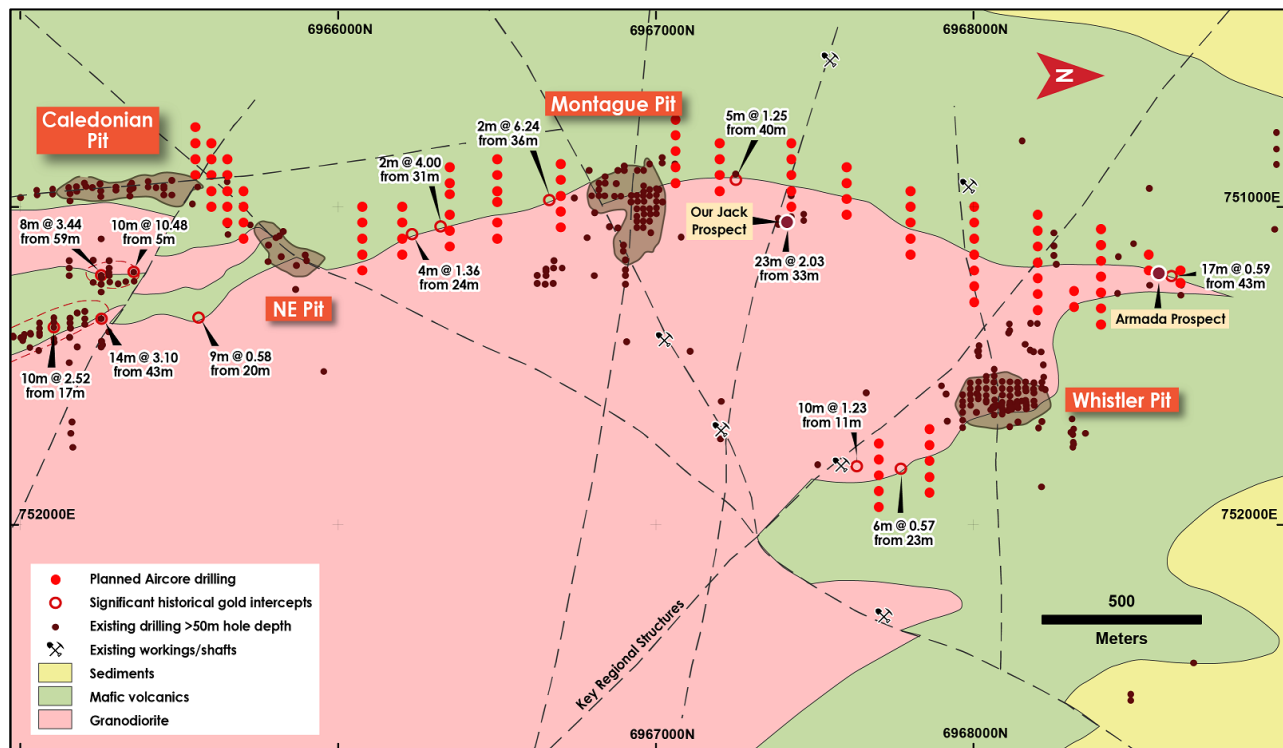 6966000N
6967000N
6968000N
N
Caledonian
Pit
Montague Pit
2m @ 6.24
from 36m
5m @ 1.25
from 40m
2m @ 4.00
from 31m
751000E
751000E
8m @ 3.44
from 59m
10m @ 10.48
from 5m
Our Jack
Prospect
23m @ 2.03
from 33m
4m @ 1.36
from 24m
17m @ 0.59
from 43m
NE Pit
Armada Prospect
10m @ 2.52
from 17m
14m @ 3.10
from 43m
9m @ 0.58
from 20m
Whistler Pit
10m @ 1.23
from 11m
752000E
752000E
6m @ 0.57
from 23m
Planned Aircore drilling
Significant historical gold intercepts
Existing drilling >50m hole depth
Existing workings/shafts
Sediments
Mafic volcanics
Granodiorite
Key Regional Structures
500
Meters
6967000N
6968000N